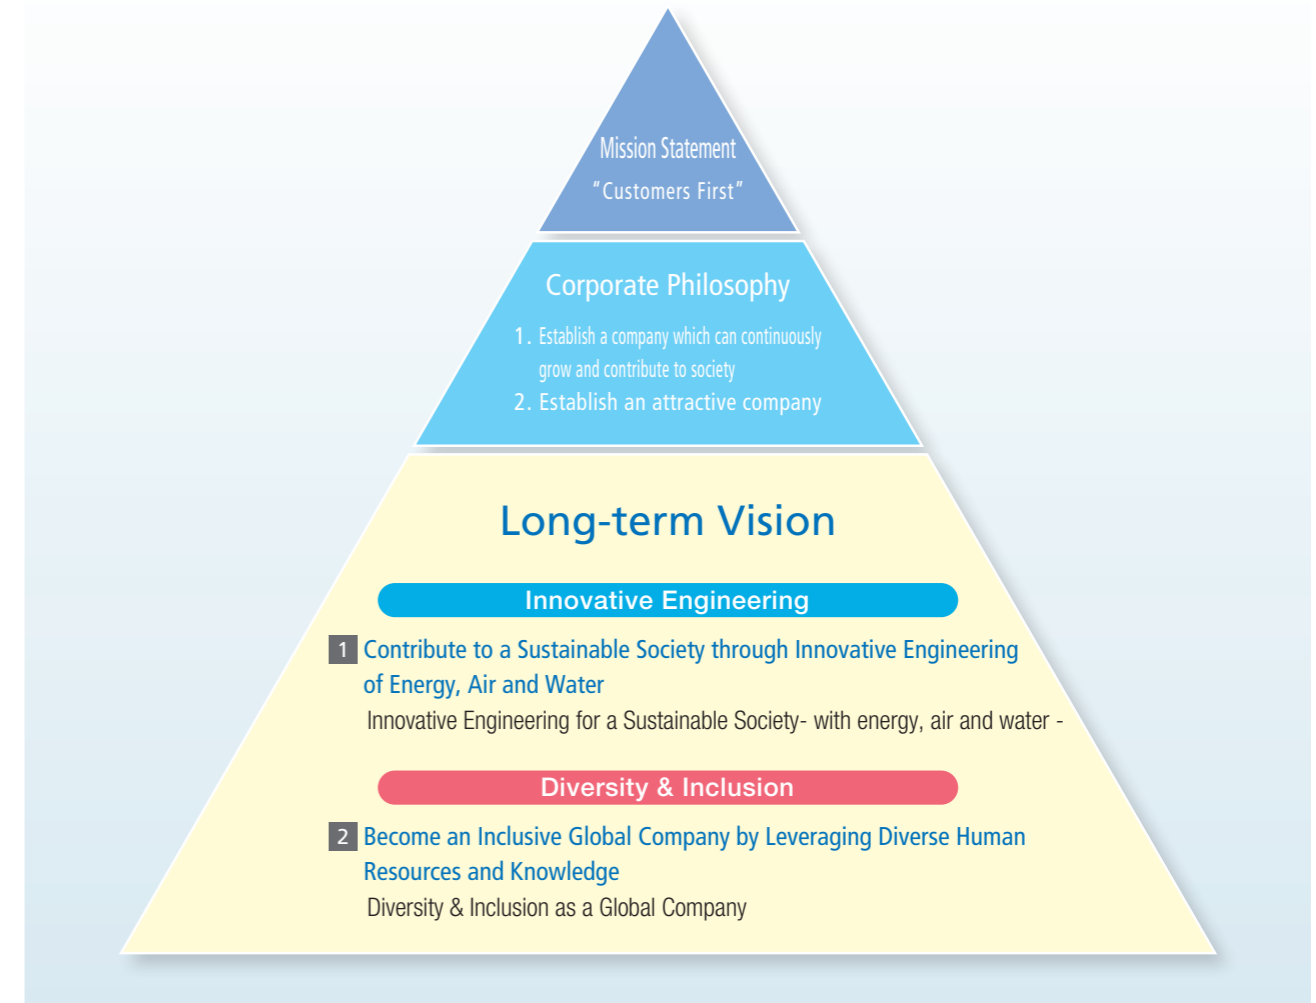 Mission Statement
"Customers First"
Corporate Philosophy
1. Establish a company which can continuously
grow and contribute to society
2. Establish an attractive company
Long-term Vision
Innovative Engineering
1 Contribute to a Sustainable Society through Innovative Engineering
of Energy, Air and Water
Innovative Engineering for a Sustainable Society- with energy, air and water -
Diversity & Inclusion
2 Become an Inclusive Global Company by Leveraging Diverse Human
Resources and Knowledge
Diversity & Inclusion as a Global Company